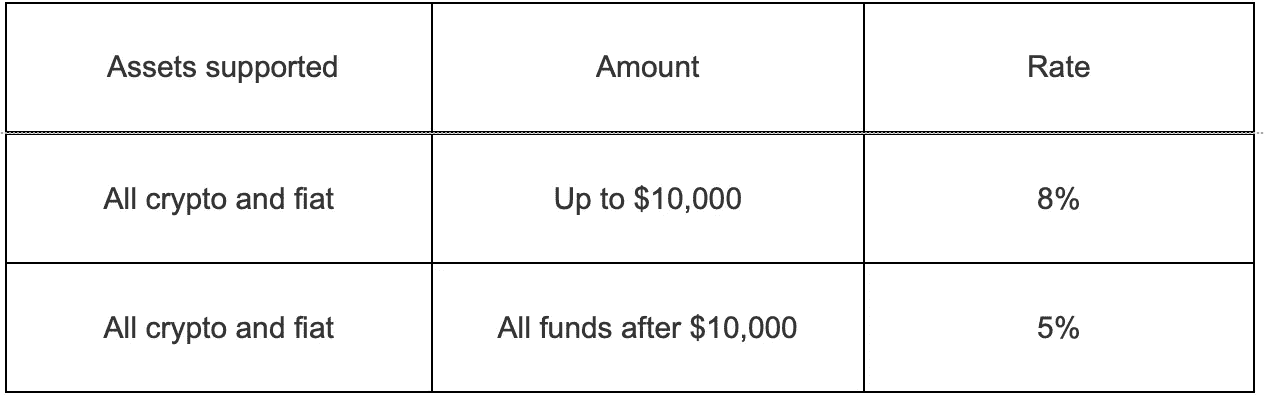 Assets supported Amount Rate
All crypto and fiat Up to $10,000 8%
All crypto and fiat All funds after $10,000 5%